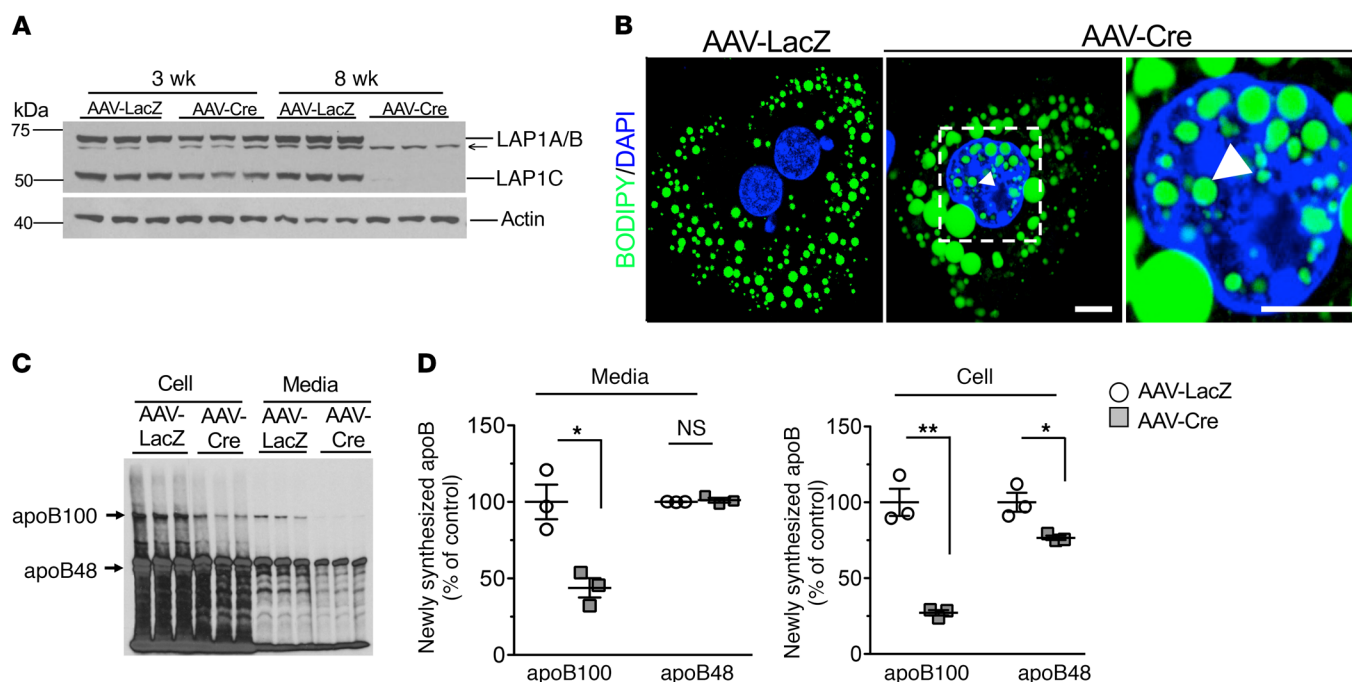 A
3 wk
8 wk
kDa
AAV-LacZ
AAV-Cre
AAV-LacZ
AAV-Cre
75
LAP1A/B
50
LAP1C
40
Actin
B
AAV-LacZ
AAV-Cre
BODIPY/DAPI
C
Cell
Media
AAV-
LacZ
AAV-
Cre
AAV-
LacZ
AAV-
Cre
apoB100
apoB48
D
Media
Newly synthesized apoB
(% of control)
150
100
50
0
*
NS
apoB100
apoB48
Cell
Newly synthesized apoB
(% of control)
150
100
50
0
**
*
apoB100
apoB48
AAV-LacZ
AAV-Cre